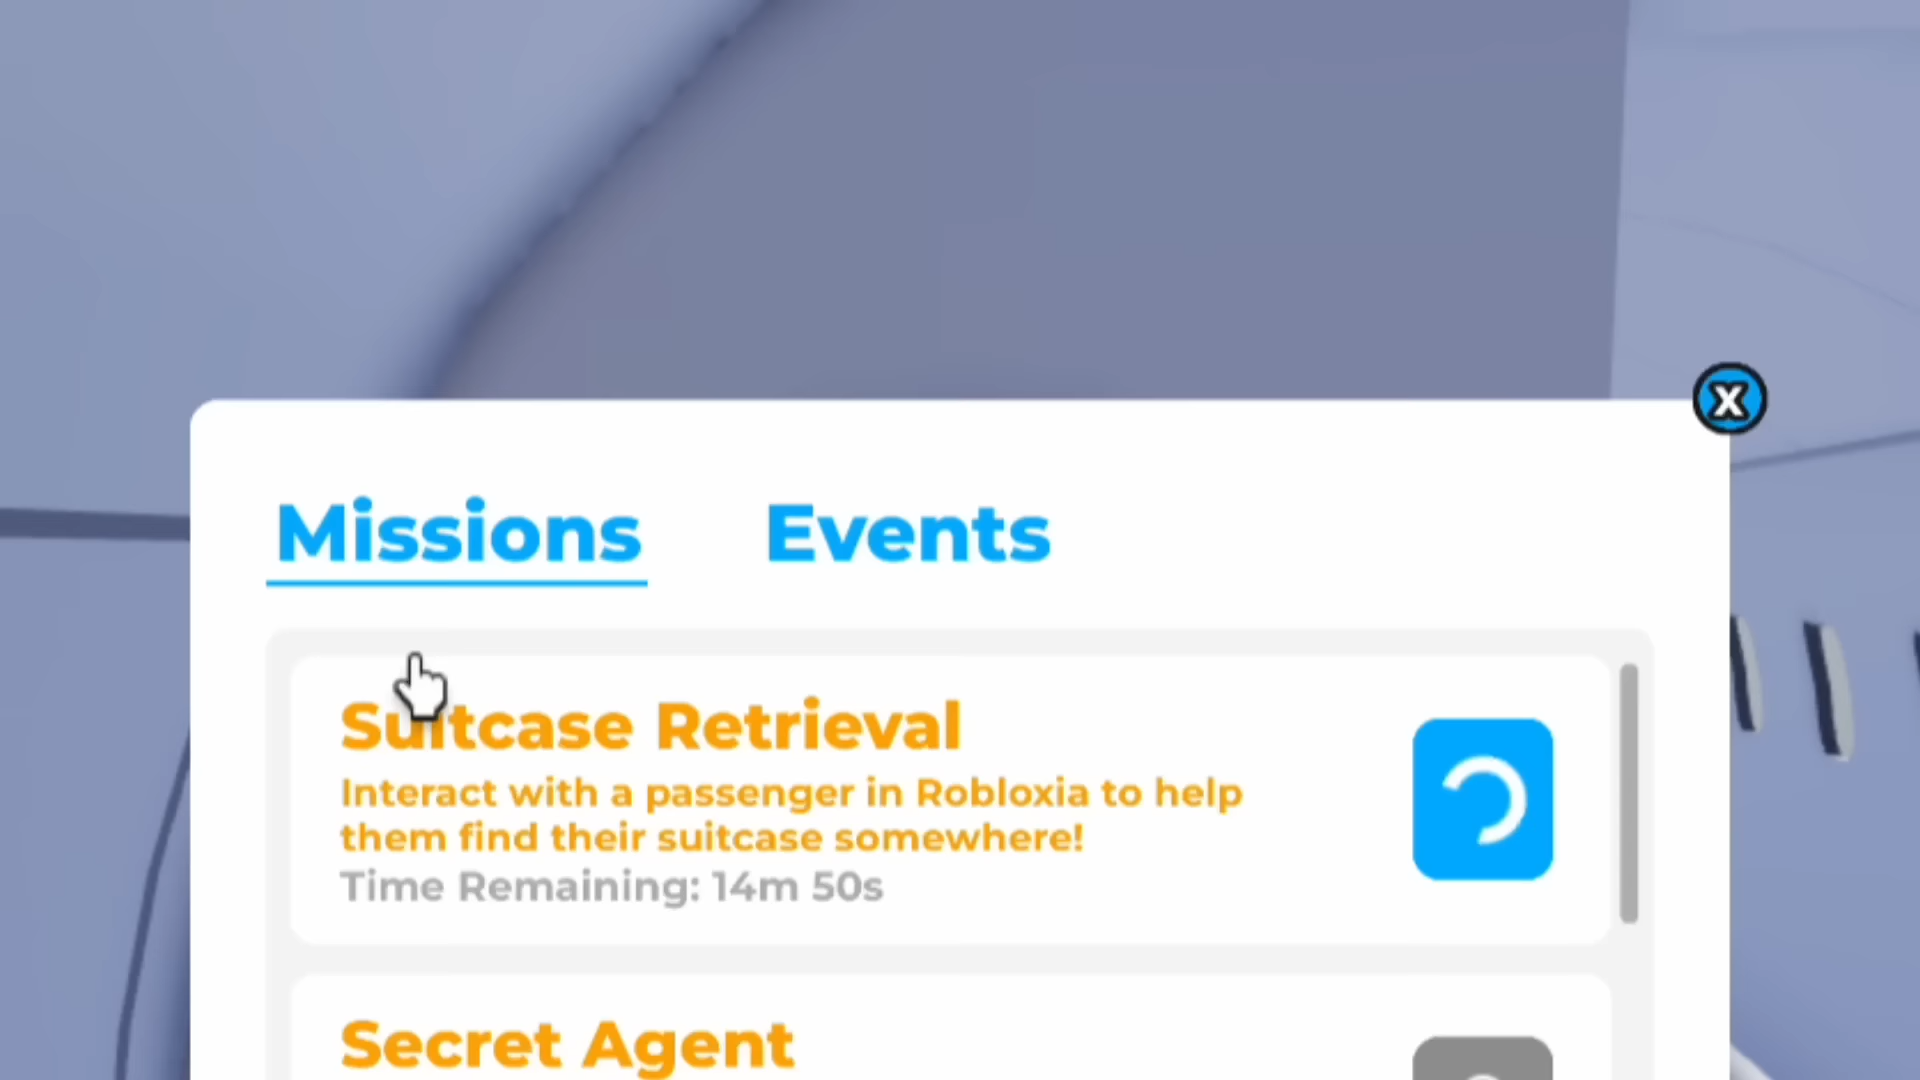 X
Missions Events
Suitcase Retrieval
Interact with a passenger in Robloxia to help
them find their suitcase somewhere!
Time Remaining: 14m 50s
Secret Agent